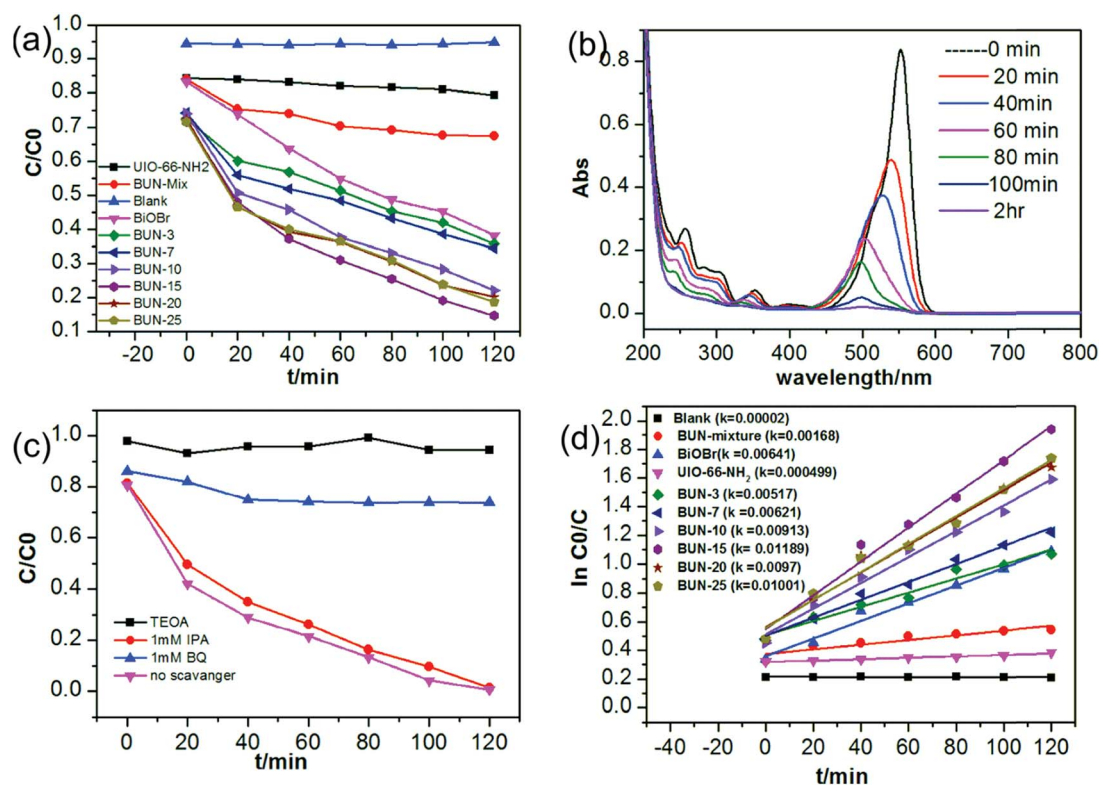 (a)
C/C0
1.0
0.9
0.8
0.7
0.6
0.5
0.4
0.3
0.2
0.1
UIO-66-NH2
BUN-Mix
Blank
BiOBr
BUN-3
BUN-7
BUN-10
BUN-15
BUN-20
BUN-25
-20 0 20 40 60 80 100 120
t/min
(b)
Abs
0.8
0.4
0.0
0 min
20 min
40min
60 min
80 min
100min
2hr
200 300 400 500 600 700 800
wavelength/nm
(c)
C/C0
1.0
0.8
0.6
0.4
0.2
0.0
TEOA
1mM IPA
1mM BQ
no scavanger
0 20 40 60 80 100 120
t/min
(d)
ln C0/C
2.0
1.8
1.6
1.4
1.2
1.0
0.8
0.6
0.4
0.2
0.0
Blank (k=0.00002)
BUN-mixture (k=0.00168)
BiOBr(k =0.00641)
UIO-66-NH2 (k=0.000499)
BUN-3 (k=0.00517)
BUN-7 (k=0.00621)
BUN-10 (k=0.00913)
BUN-15 (k= 0.01189)
BUN-20 (k=0.0097)
BUN-25 (k=0.01001)
-40 -20 0 20 40 60 80 100 120
t/min